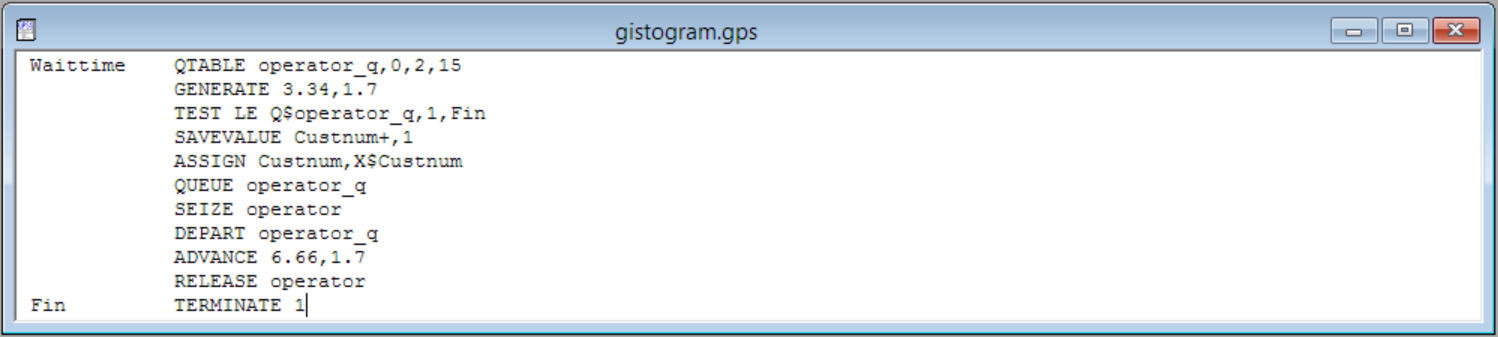 gistogram.gps
Waittime QTABLE operator_q,0,2,15
GENERATE 3.34,1.7
TEST LE Q$operator_q,1,Fin
SAVEVALUE Custnum+,1
ASSIGN Custnum,X$Custnum
QUEUE operator_q
SEIZE operator
DEPART operator_q
ADVANCE 6.66,1.7
RELEASE operator
Fin TERMINATE 1